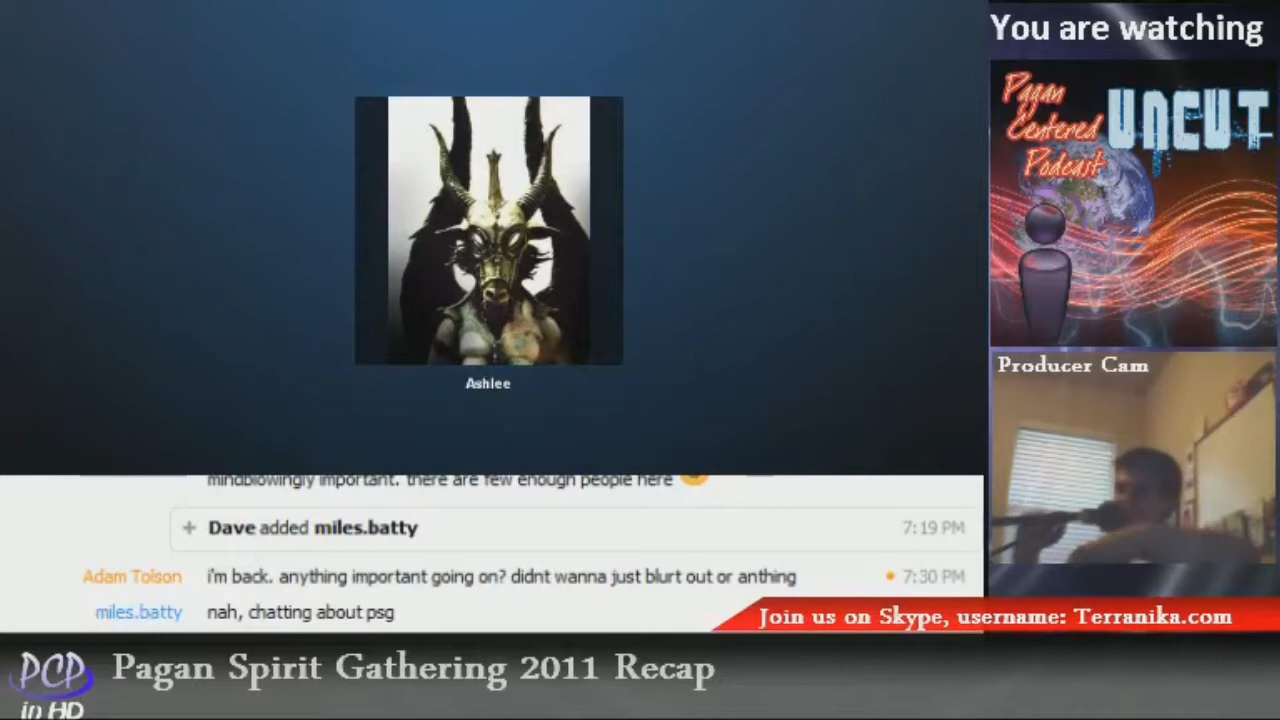 You are watching
Pagan
Centered
Podcast
UNCUT
Ashlee
Producer Cam
mindblowingly important. there are few enough people here
Dave added miles.batty 7:19 PM
Adam Tolson i'm back. anything important going on? didnt wanna just blurt out or anthing 7:30 PM
miles.batty nah, chatting about psg
Join us on Skype, username: Terranika.com
PCP
in HD
Pagan Spirit Gathering 2011 Recap